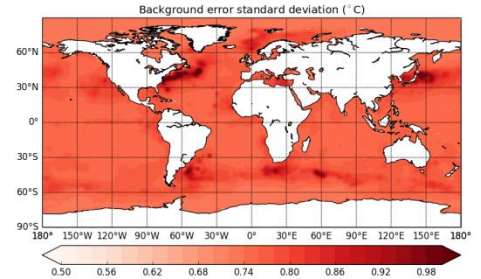 Background error standard deviation (°C)
60°N
30°N
0°
30°S
60°S
90°S
180° 150°W 120°W 90°W 60°W 30°W 0° 30°E 60°E 90°E 120°E 150°E 180°
0.50 0.56 0.62 0.68 0.74 0.80 0.86 0.92 0.98